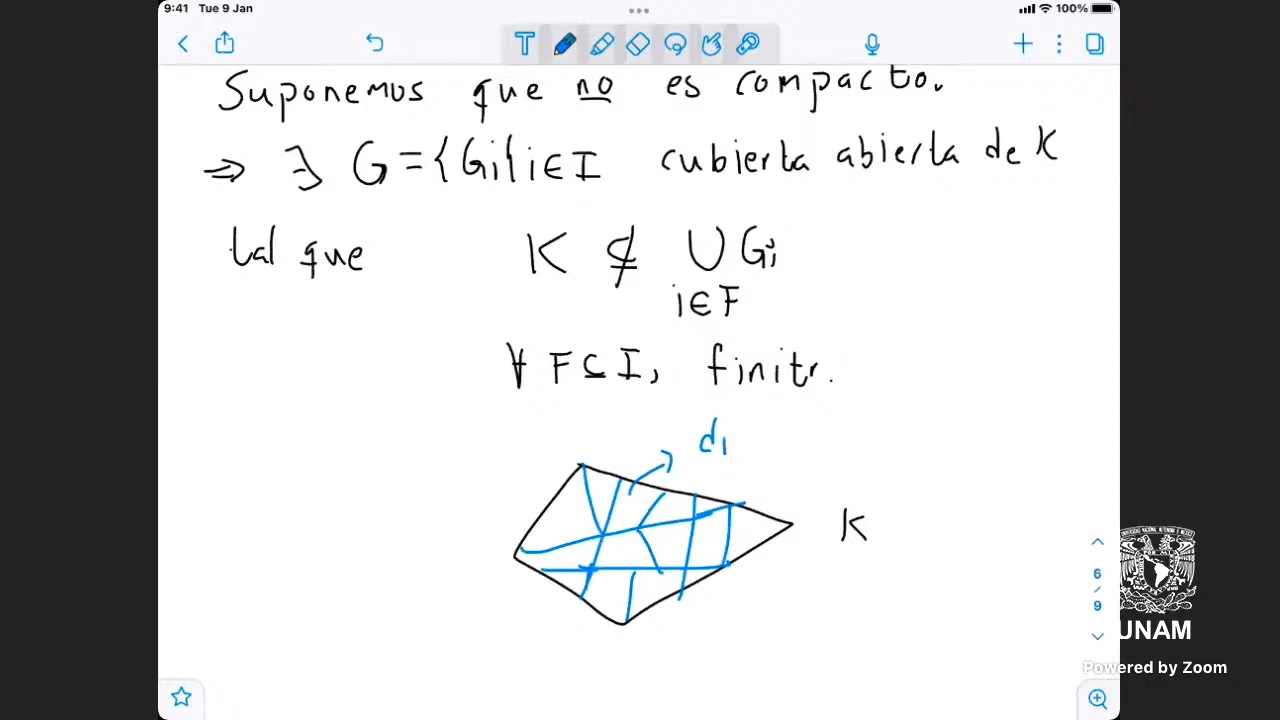 9:41 Tue 9 Jan
100%
Suponemos que no es compacto.
⇒ ∃ G = {Gi} i∈I cubierta abierta de K
tal que K ⊈ ∪ Gi
i∈F
∀ F⊆I, finito.
d1
K
6
9
UNAM
Powered by Zoom